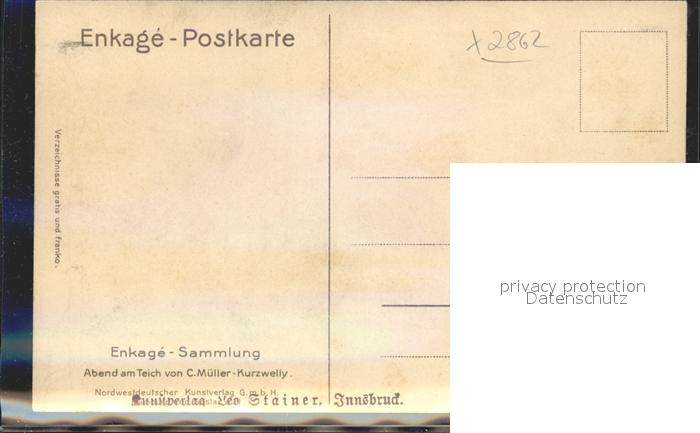 Enkagé - Postkarte
x 2862
Verzeichnisse gratis und franko.
privacy protection
Datenschutz
Enkagé - Sammlung
Abend am Teich von C. Müller - Kurzwelly.
Nordwestdeutscher Kunstverlag G. m. b. H.
Kunstverlag Leo Stainer, Innsbruck.